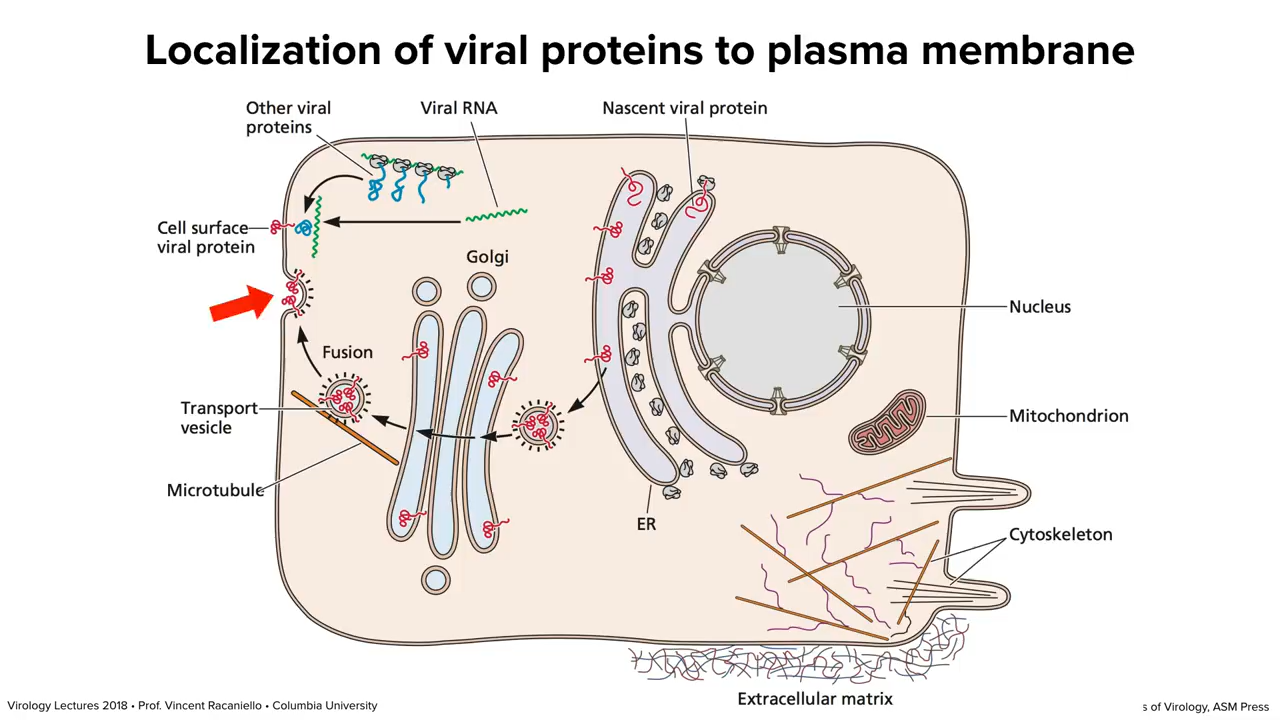 Localization of viral proteins to plasma membrane
Other viral
proteins
Viral RNA
Nascent viral protein
Cell surface
viral protein
Golgi
Nucleus
Fusion
Transport
vesicle
Mitochondrion
Microtubule
ER
Cytoskeleton
Extracellular matrix
Virology Lectures 2018 • Prof. Vincent Racaniello • Columbia University
s of Virology, ASM Press